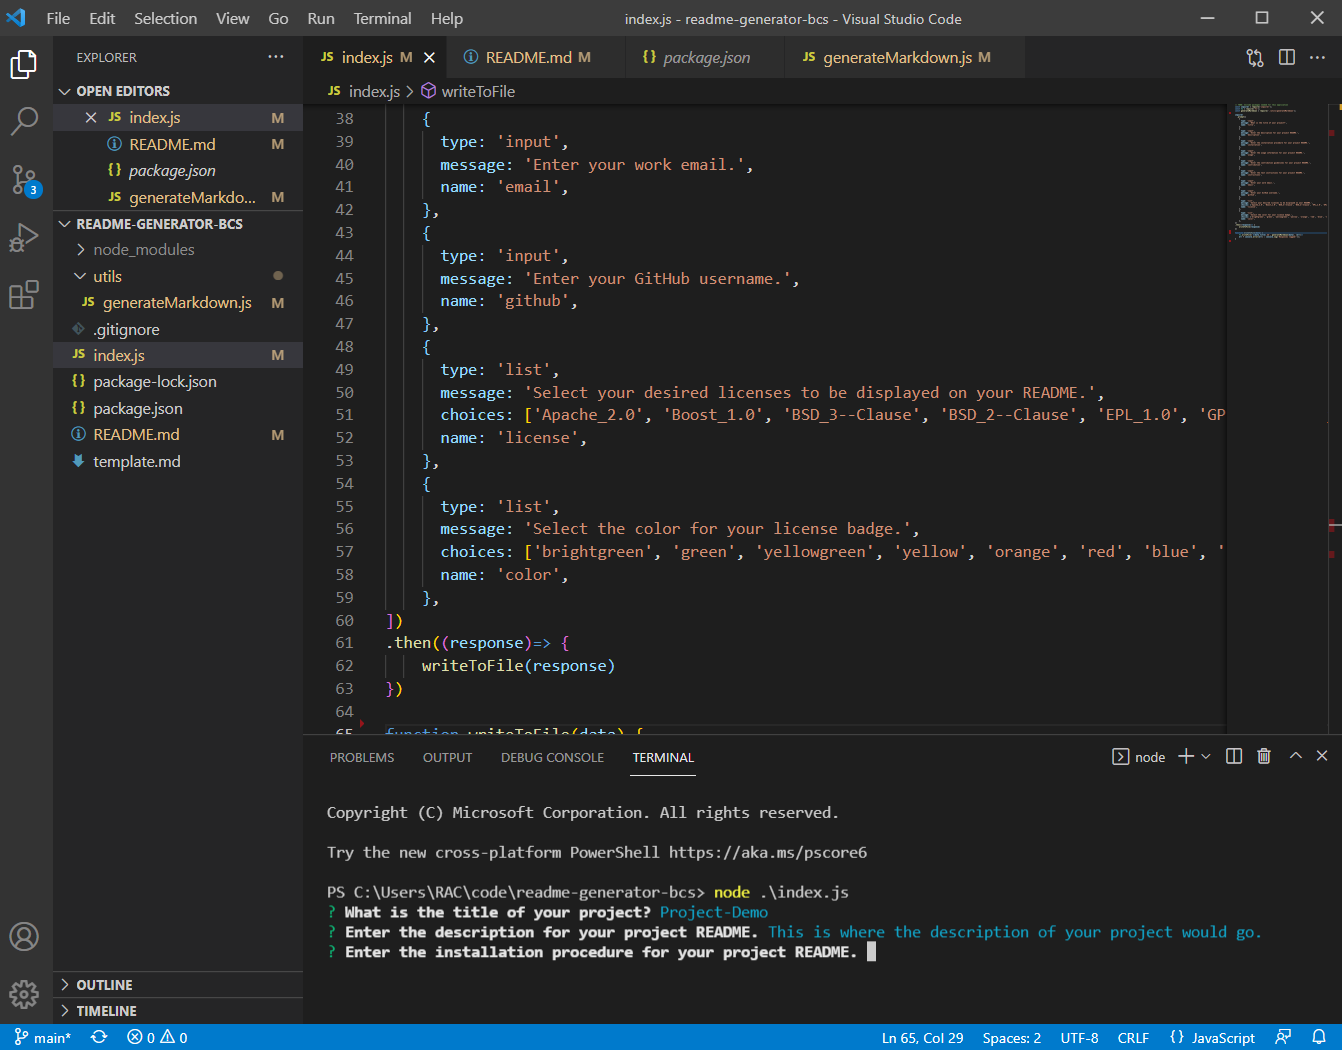 File Edit Selection View Go Run Terminal Help
index.js - readme-generator-bcs - Visual Studio Code
EXPLORER
OPEN EDITORS
JS index.js M
README.md M
{} package.json
JS generateMarkdo... M
README-GENERATOR-BCS
node_modules
utils
JS generateMarkdown.js M
.gitignore
JS index.js M
{} package-lock.json
{} package.json
README.md M
template.md
OUTLINE
TIMELINE
3
JS index.js M
README.md M
{} package.json
JS generateMarkdown.js M
JS index.js > writeToFile
38 {
39 type: 'input',
40 message: 'Enter your work email.',
41 name: 'email',
42 },
43 {
44 type: 'input',
45 message: 'Enter your GitHub username.',
46 name: 'github',
47 },
48 {
49 type: 'list',
50 message: 'Select your desired licenses to be displayed on your README.',
51 choices: ['Apache_2.0', 'Boost_1.0', 'BSD_3--Clause', 'BSD_2--Clause', 'EPL_1.0', 'GP
52 name: 'license',
53 },
54 {
55 type: 'list',
56 message: 'Select the color for your license badge.',
57 choices: ['brightgreen', 'green', 'yellowgreen', 'yellow', 'orange', 'red', 'blue', '
58 name: 'color',
59 },
60 ])
61 .then((response)=> {
62 writeToFile(response)
63 })
64
65 function writeToFile(data) {
PROBLEMS OUTPUT DEBUG CONSOLE TERMINAL
node
Copyright (C) Microsoft Corporation. All rights reserved.
Try the new cross-platform PowerShell https://aka.ms/pscore6
PS C:\Users\RAC\code\readme-generator-bcs> node .\index.js
? What is the title of your project? Project-Demo
? Enter the description for your project README. This is where the description of your project would go.
? Enter the installation procedure for your project README.
main* 0 0
Ln 65, Col 29 Spaces: 2 UTF-8 CRLF {} JavaScript